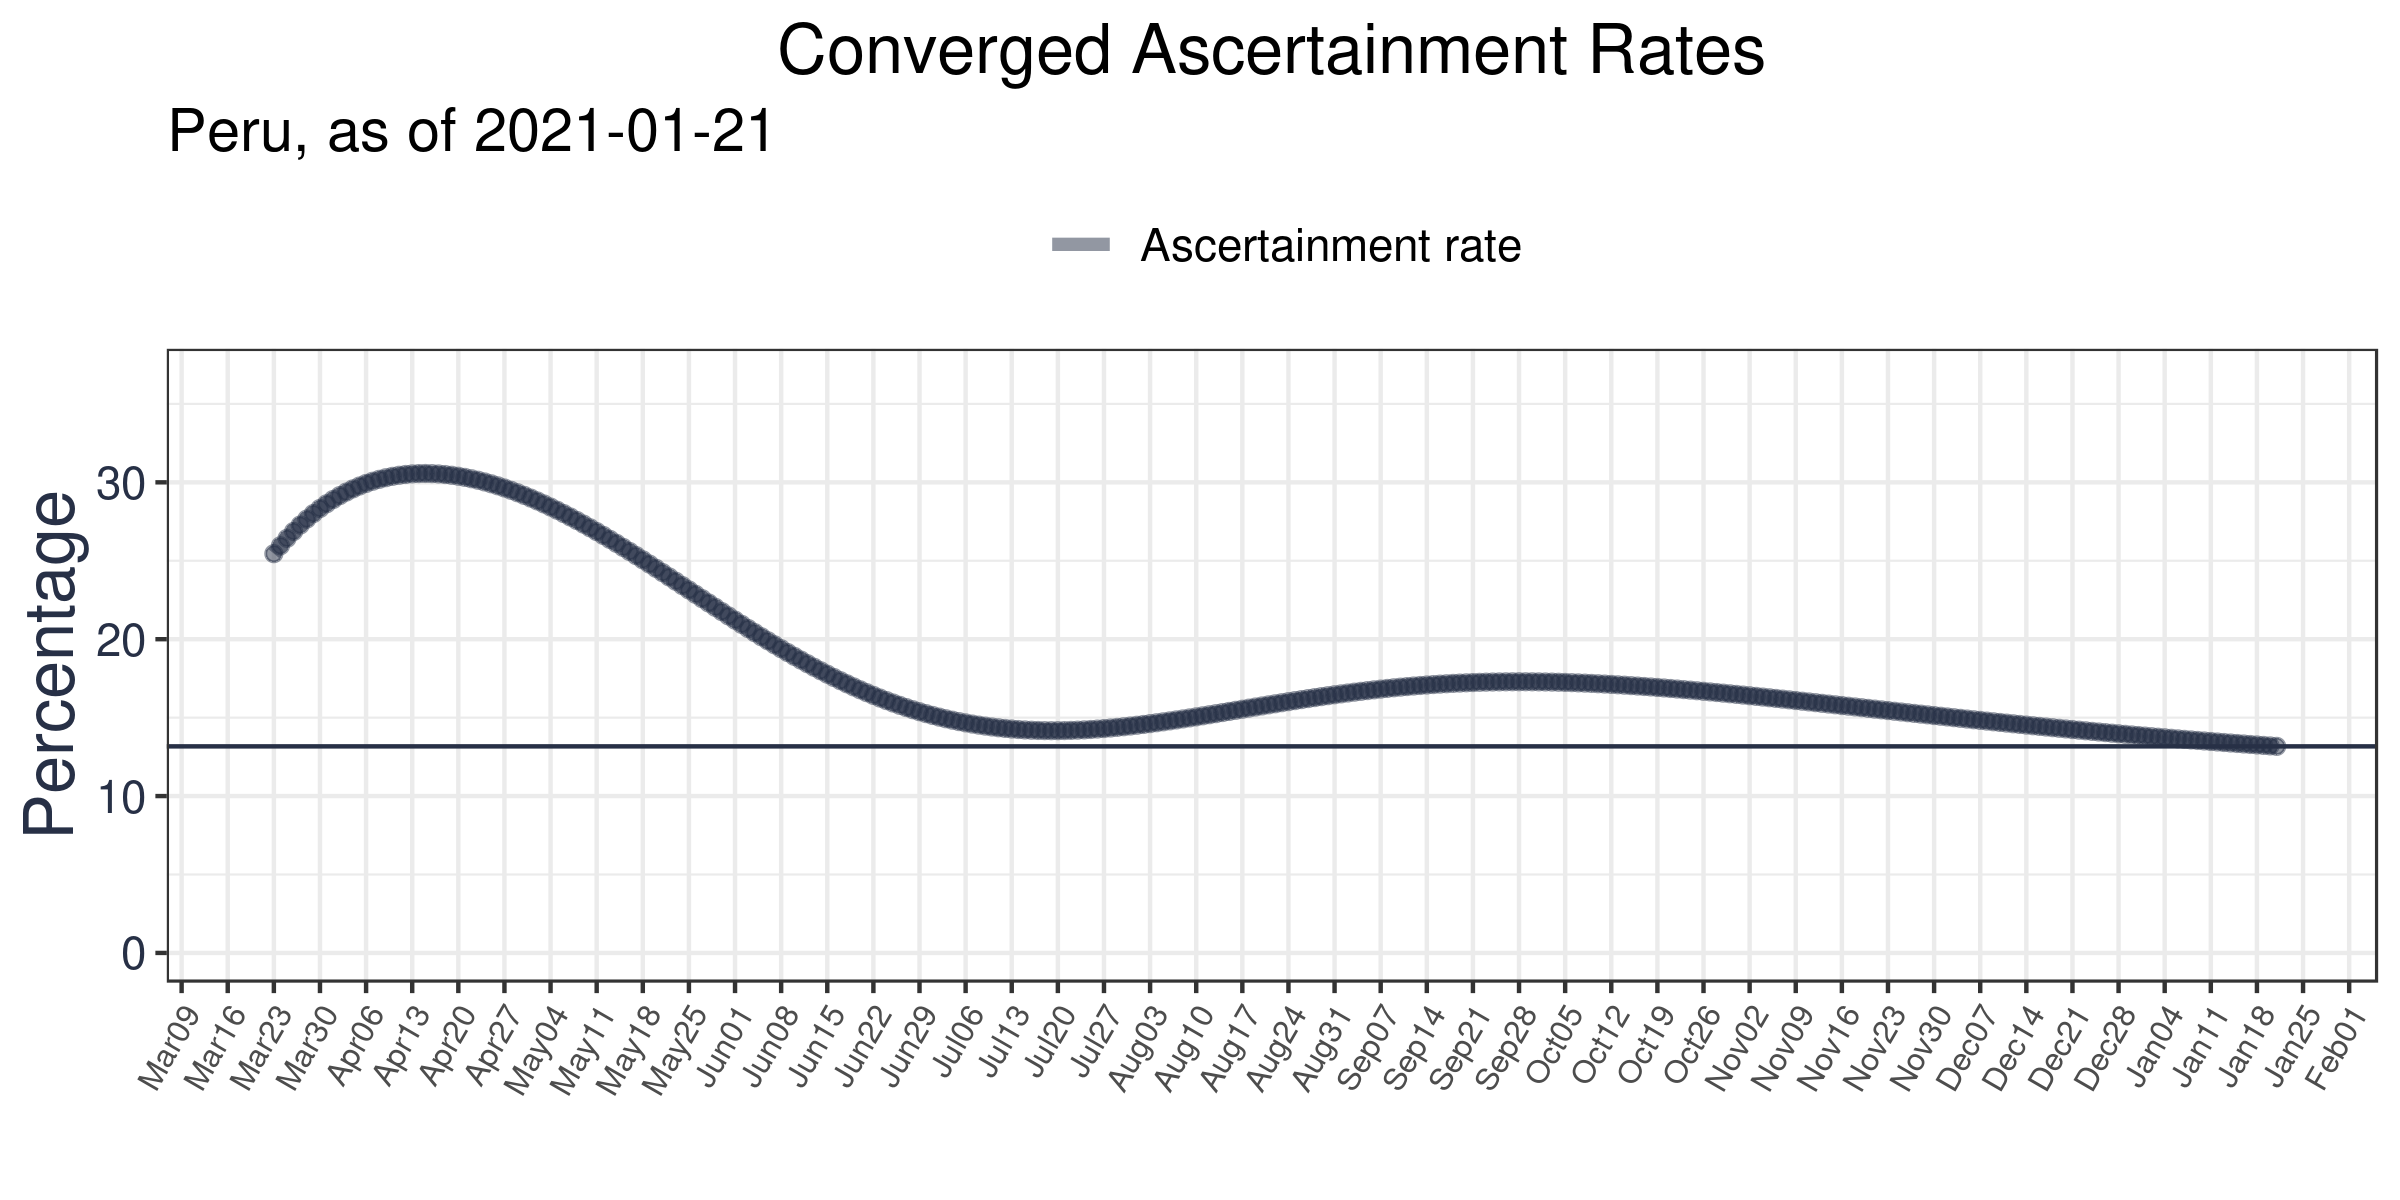 Converged Ascertainment Rates
Peru, as of 2021-01-21
Ascertainment rate
Percentage
30
20
10
0
Mar09
Mar16
Mar23
Mar30
Apr06
Apr13
Apr20
Apr27
May04
May11
May18
May25
Jun01
Jun08
Jun15
Jun22
Jun29
Jul06
Jul13
Jul20
Jul27
Aug03
Aug10
Aug17
Aug24
Aug31
Sep07
Sep14
Sep21
Sep28
Oct05
Oct12
Oct19
Oct26
Nov02
Nov09
Nov16
Nov23
Nov30
Dec07
Dec14
Dec21
Dec28
Jan04
Jan11
Jan18
Jan25
Feb01